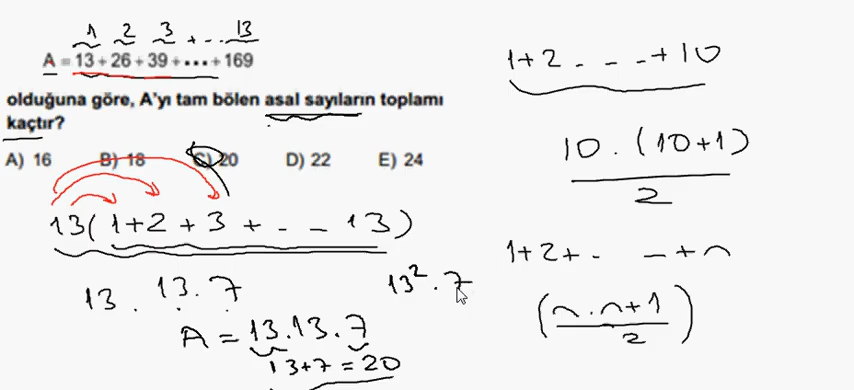 1 2 3 + ... 13
A = 13 + 26 + 39 + ••• + 169
olduğuna göre, A'yı tam bölen asal sayıların toplamı
kaçtır?
A) 16 B) 18 C) 20 D) 22 E) 24
13(1+2+3+ - - 13)
13 . 13 . 7
13² . 7
A = 13.13.7
13+7 = 20
1+2 - - - +10
10 . (10+1)
2
1+2+ - - + n
(n . n+1)
2